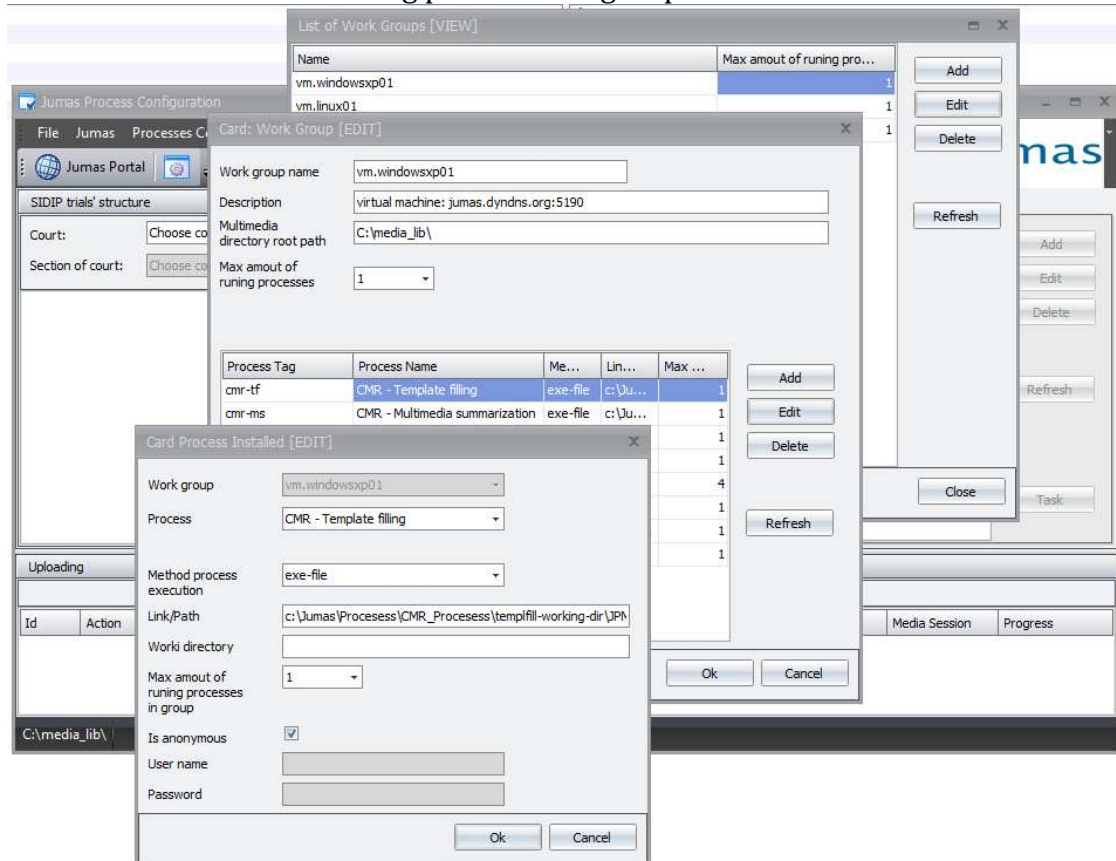 List of Work Groups [VIEW]
Name Max amout of runing pro...
vm.windowsxp01 1
vm.linux01 1
1
Add
Edit
Delete
Refresh
Close
Jumas Process Configuration
File Jumas Processes
Jumas Portal
mas
SIDIP trials' structure
Court: Choose
Section of court: Choose
Add
Edit
Delete
Refresh
Task
Uploading
Id Action Media Session Progress
C:\media_lib\
Card: Work Group [EDIT]
Work group name vm.windowsxp01
Description virtual machine: jumas.dyndns.org:5190
Multimedia
directory root path C:\media_lib\
Max amout of
runing processes 1
Process Tag Process Name Me... Lin... Max ...
cmr-tf CMR - Template filling exe-file c:\Ju... 1
cmr-ms CMR - Multimedia summarization exe-file c:\Ju... 1
1
1
4
1
1
1
Add
Edit
Delete
Refresh
Ok Cancel
Card Process Installed [EDIT]
Work group vm.windowsxp01
Process CMR - Template filling
Method process
execution exe-file
Link/Path c:\Jumas\Procesess\CMR_Procesess\templfill-working-dir\JPM
Worki directory
Max amout of
runing processes
in group 1
Is anonymous
User name
Password
Ok Cancel